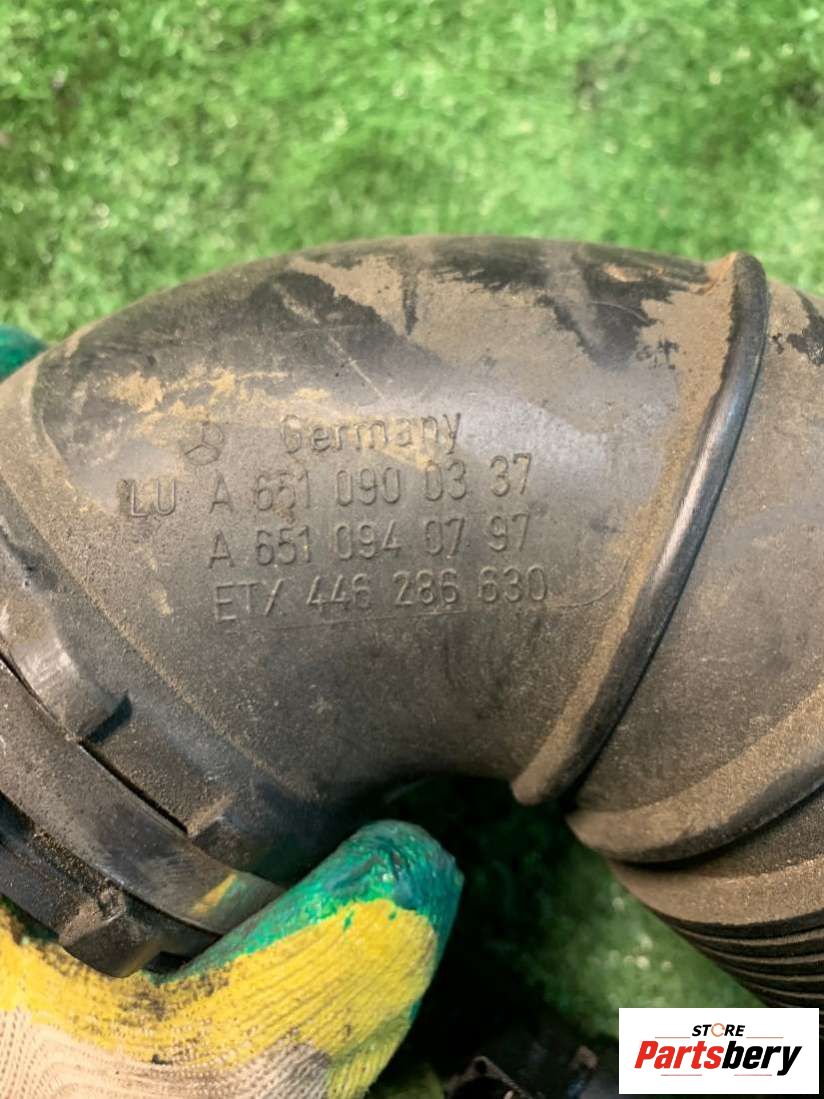 Germany
LU A 651 090 03 37
A 651 094 07 97
ETX 446 286 630
STORE
Partsbery